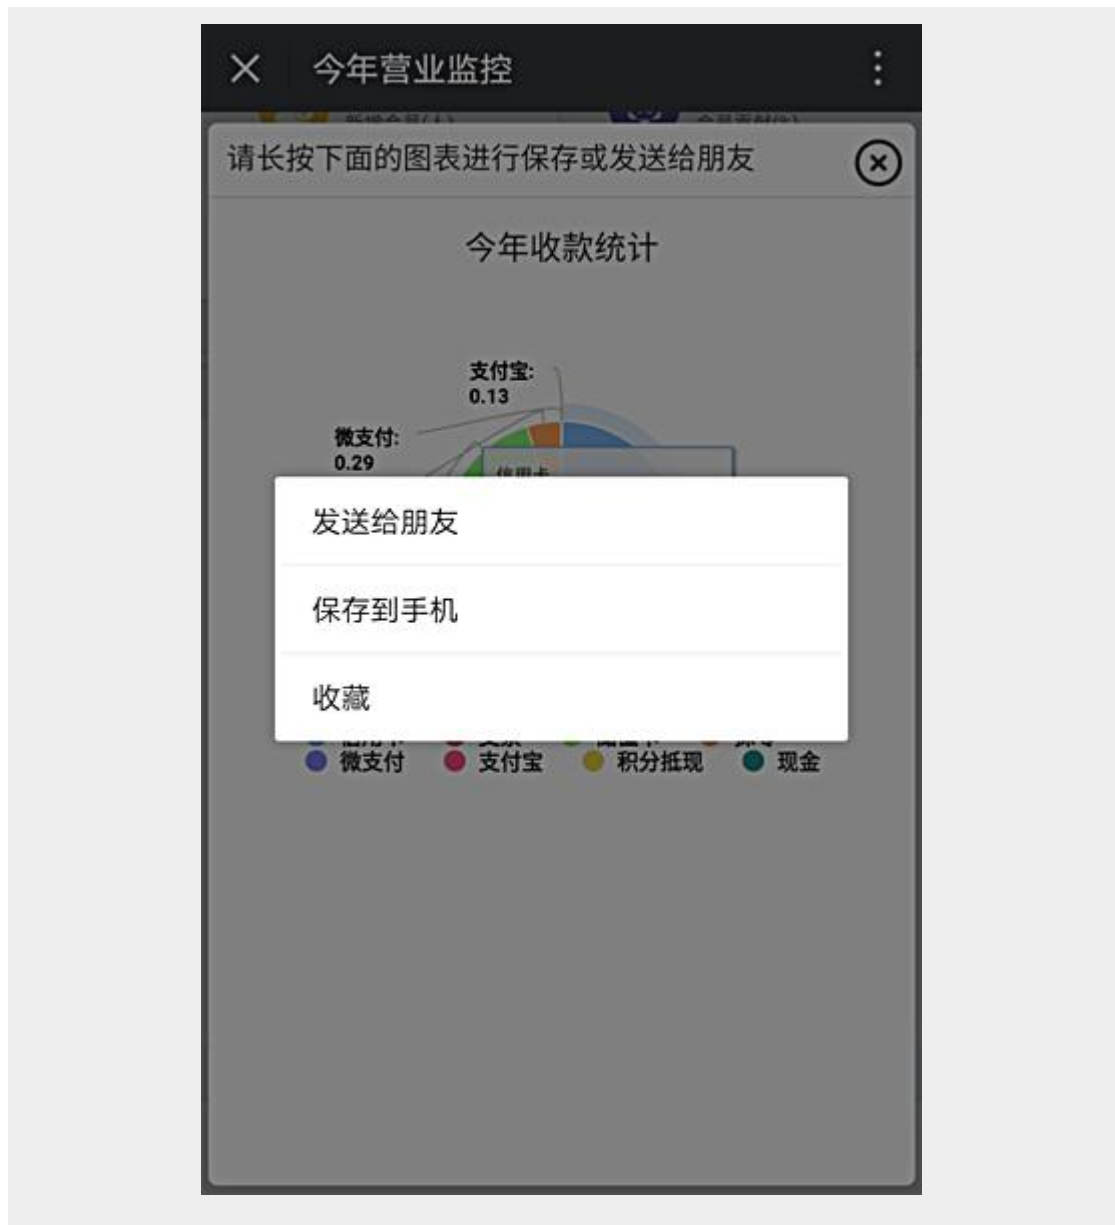 今年营业监控
请长按下面的图表进行保存或发送给朋友
今年收款统计
支付宝:
0.13
微支付:
0.29
信用卡
发送给朋友
保存到手机
收藏
微支付 支付宝 积分抵现 现金